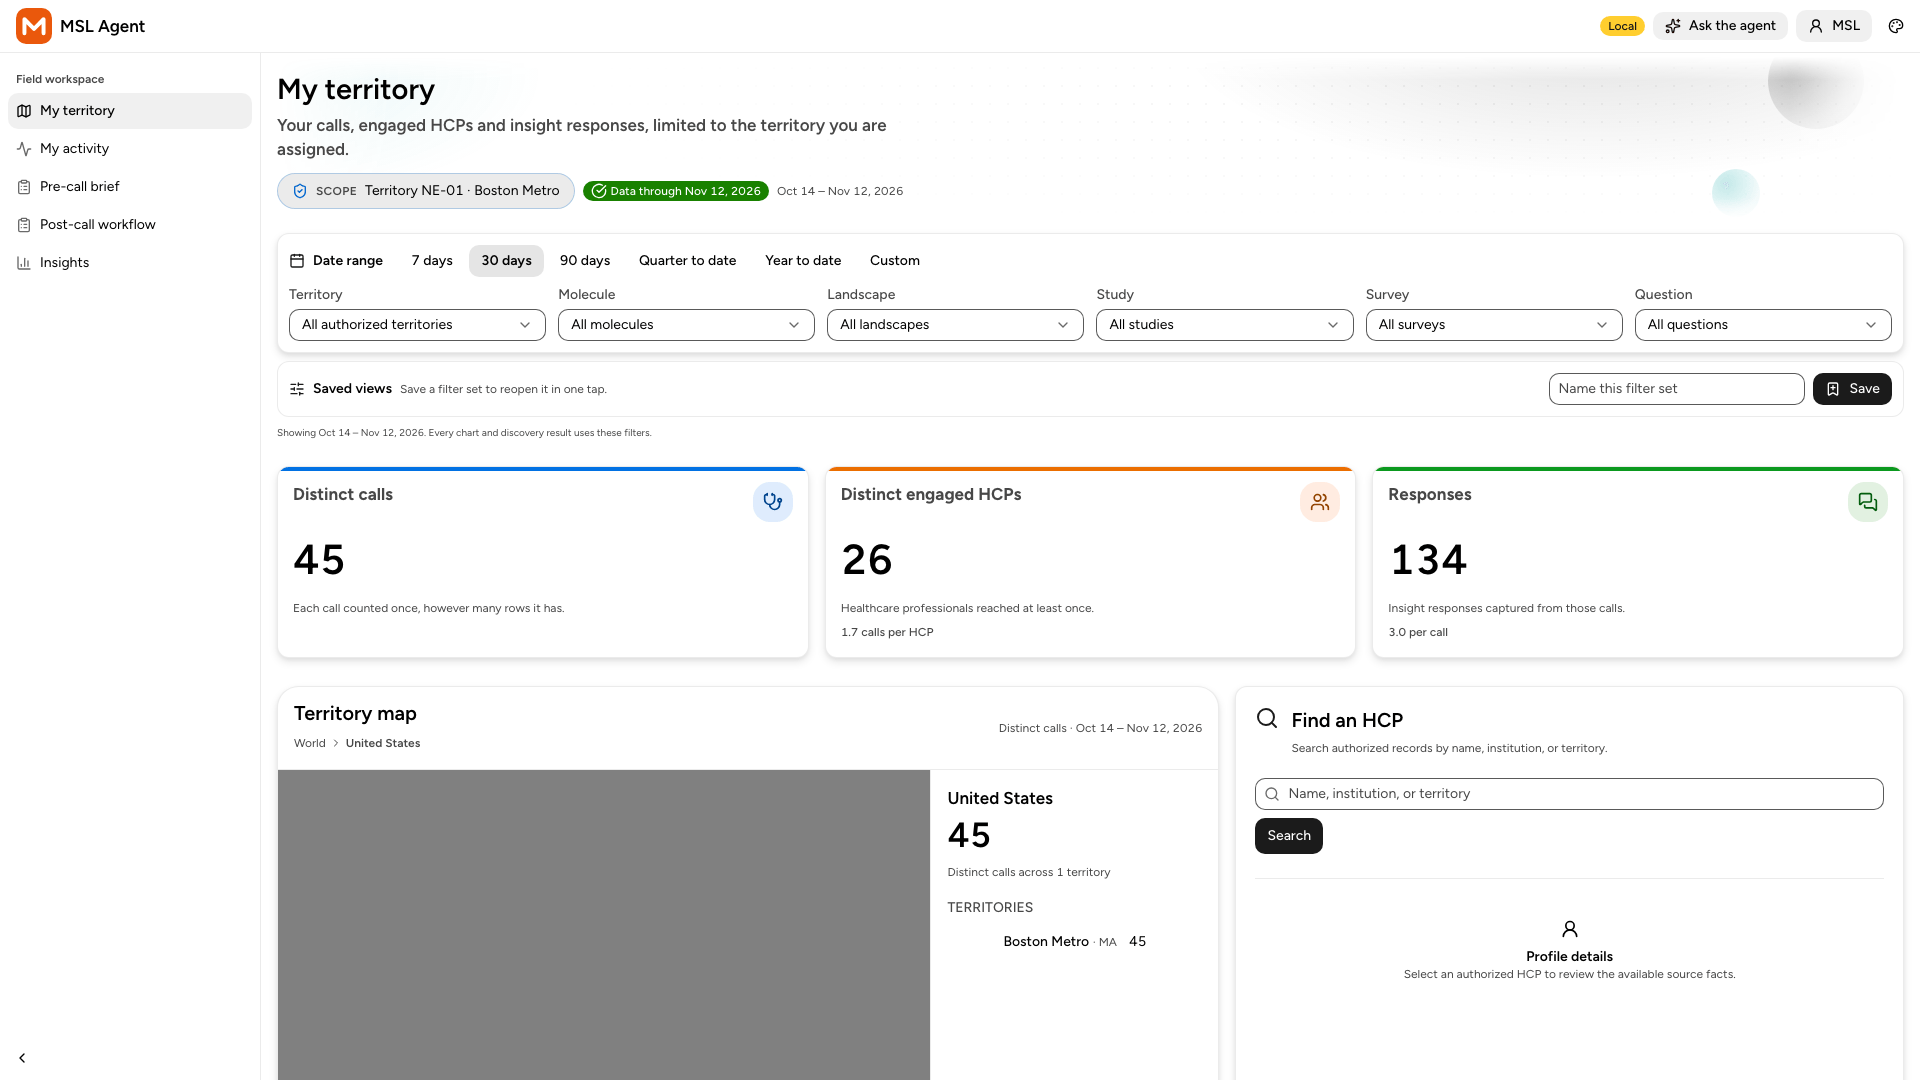 MSL Agent
Local
Ask the agent
MSL
Field workspace
My territory
My activity
Pre-call brief
Post-call workflow
Insights
My territory
Your calls, engaged HCPs and insight responses, limited to the territory you are
assigned.
SCOPE Territory NE-01 · Boston Metro
Data through Nov 12, 2026
Oct 14 – Nov 12, 2026
Date range
7 days
30 days
90 days
Quarter to date
Year to date
Custom
Territory
Molecule
Landscape
Study
Survey
Question
All authorized territories
All molecules
All landscapes
All studies
All surveys
All questions
Saved views
Save a filter set to reopen it in one tap.
Name this filter set
Save
Showing Oct 14 – Nov 12, 2026. Every chart and discovery result uses these filters.
Distinct calls
45
Each call counted once, however many rows it has.
Distinct engaged HCPs
26
Healthcare professionals reached at least once.
1.7 calls per HCP
Responses
134
Insight responses captured from those calls.
3.0 per call
Territory map
World
United States
Distinct calls · Oct 14 – Nov 12, 2026
United States
45
Distinct calls across 1 territory
TERRITORIES
Boston Metro · MA 45
Find an HCP
Search authorized records by name, institution, or territory.
Name, institution, or territory
Search
Profile details
Select an authorized HCP to review the available source facts.